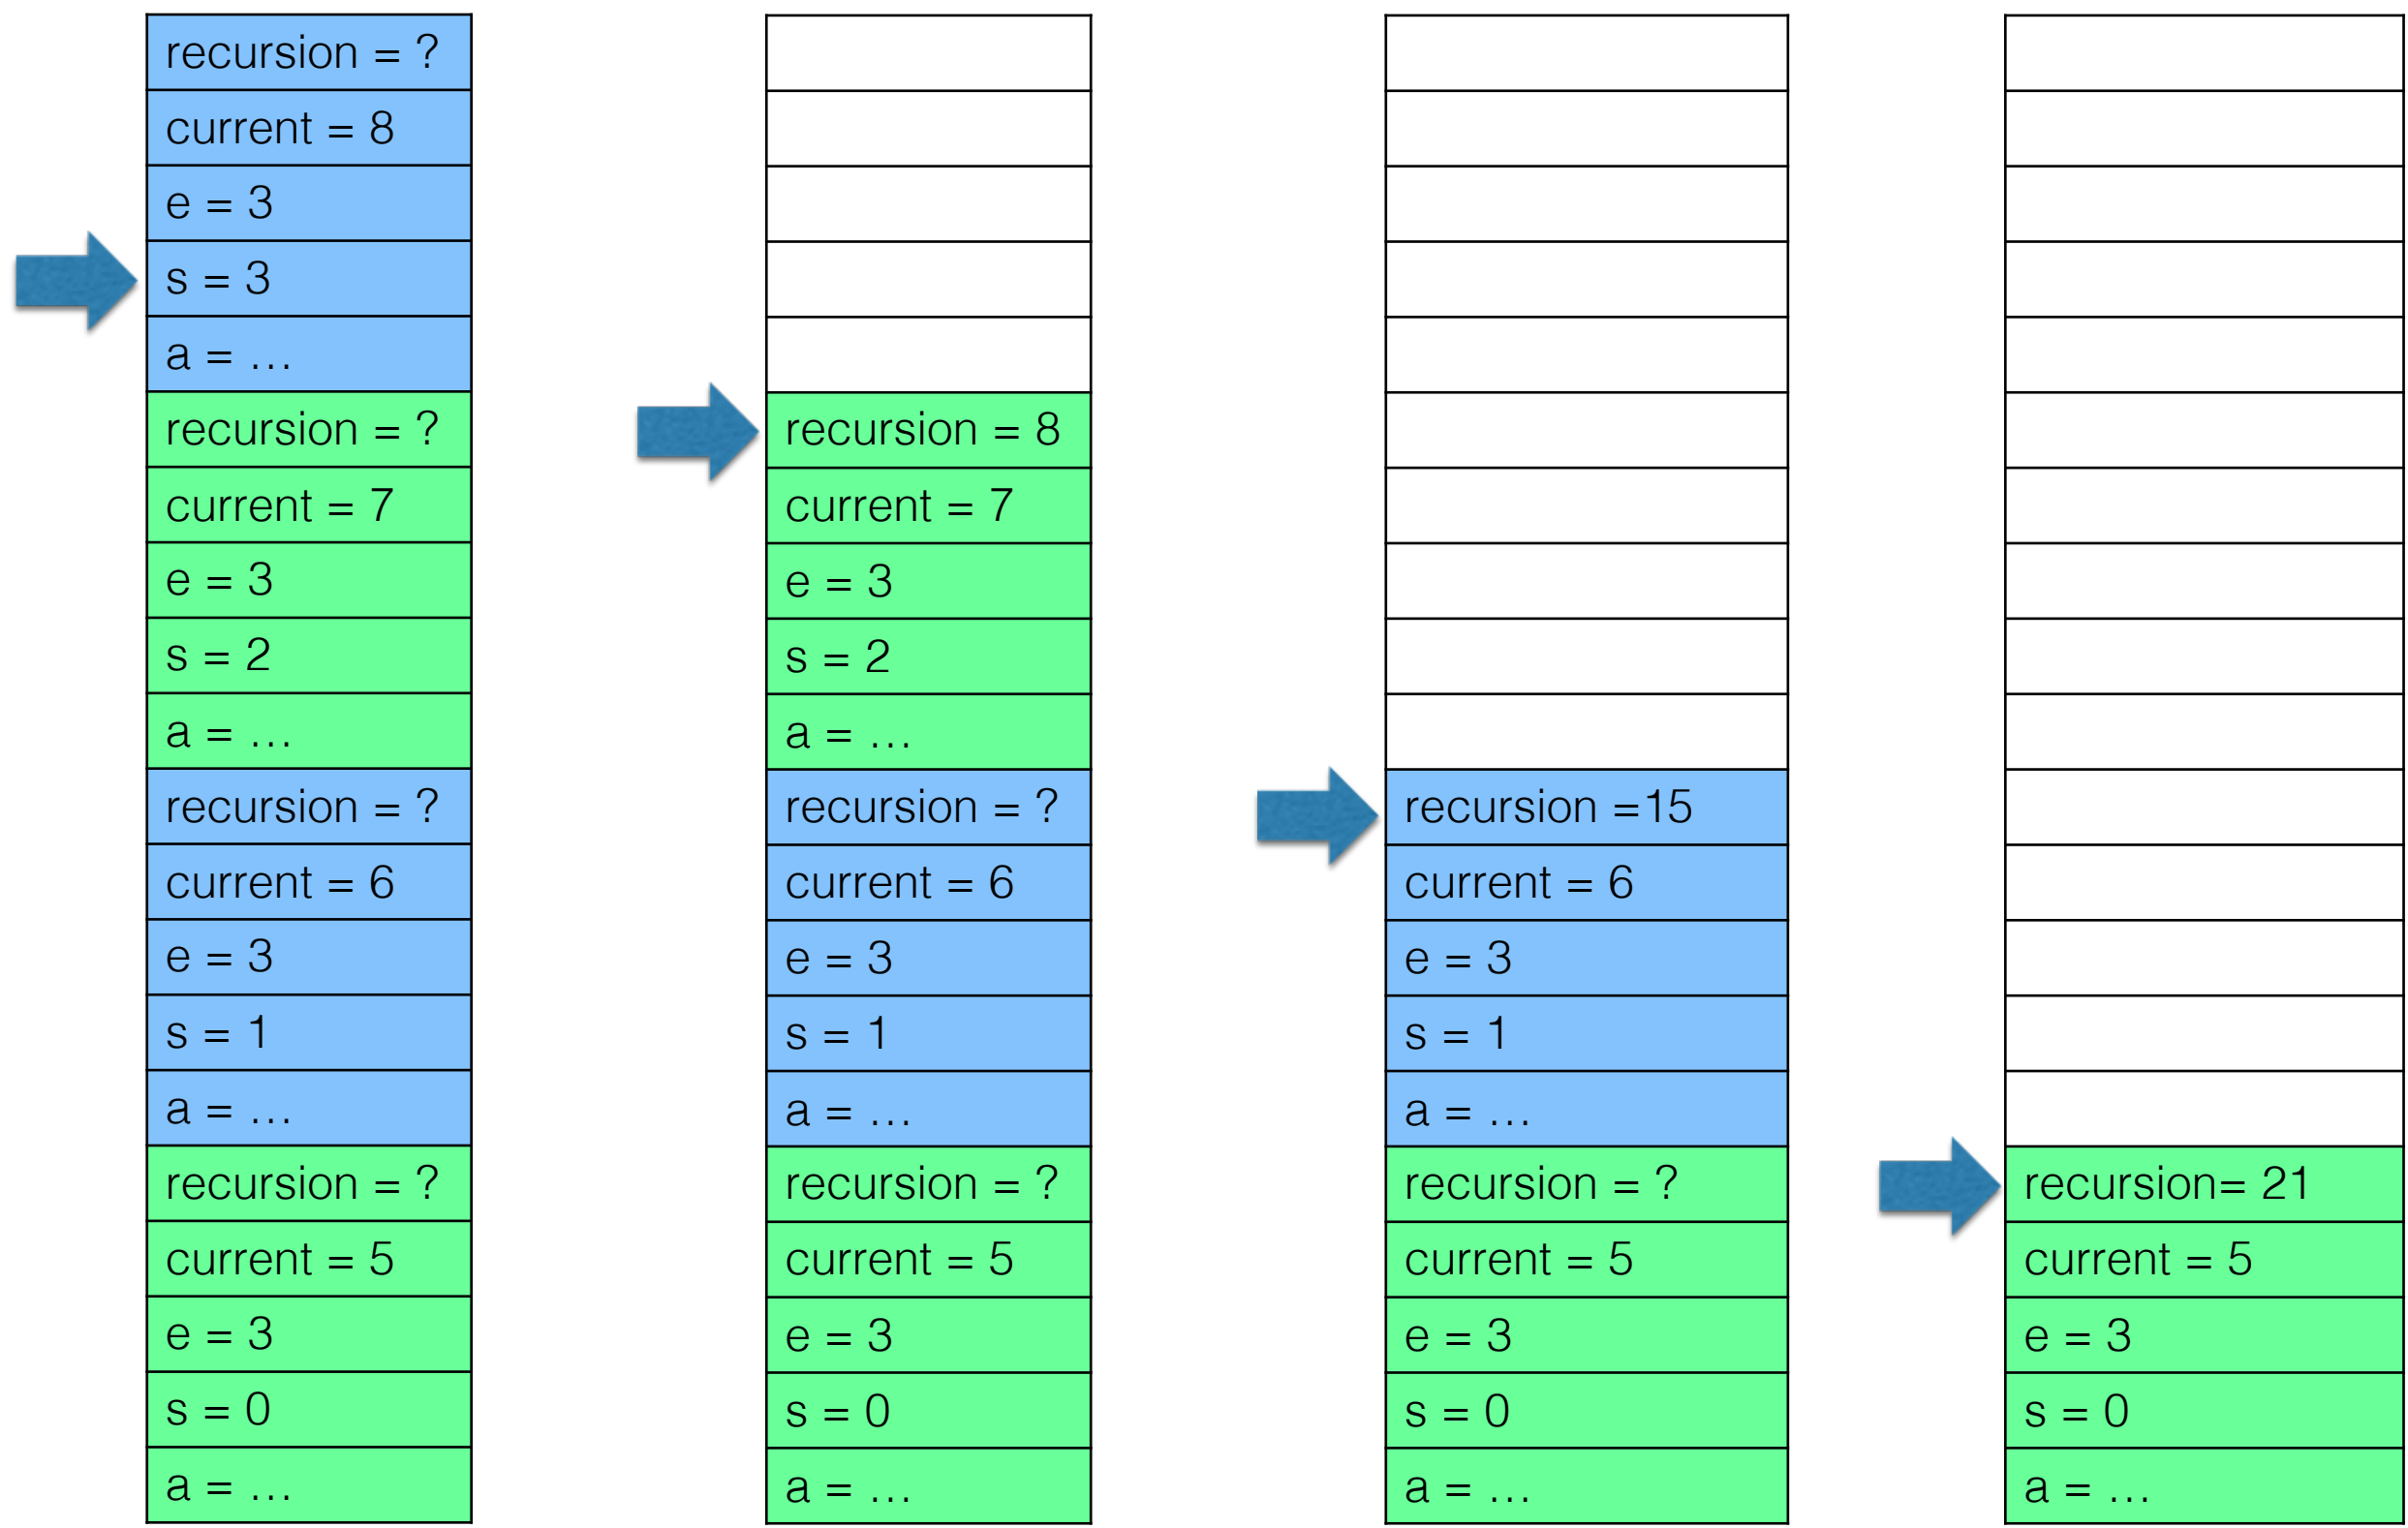 recursion = ?
current = 8
e = 3
s = 3
a = …
recursion = ?
current = 7
e = 3
s = 2
a = …
recursion = ?
current = 6
e = 3
s = 1
a = …
recursion = ?
current = 5
e = 3
s = 0
a = …
recursion = 8
current = 7
e = 3
s = 2
a = …
recursion = ?
current = 6
e = 3
s = 1
a = …
recursion = ?
current = 5
e = 3
s = 0
a = …
recursion =15
current = 6
e = 3
s = 1
a = …
recursion = ?
current = 5
e = 3
s = 0
a = …
recursion= 21
current = 5
e = 3
s = 0
a = …